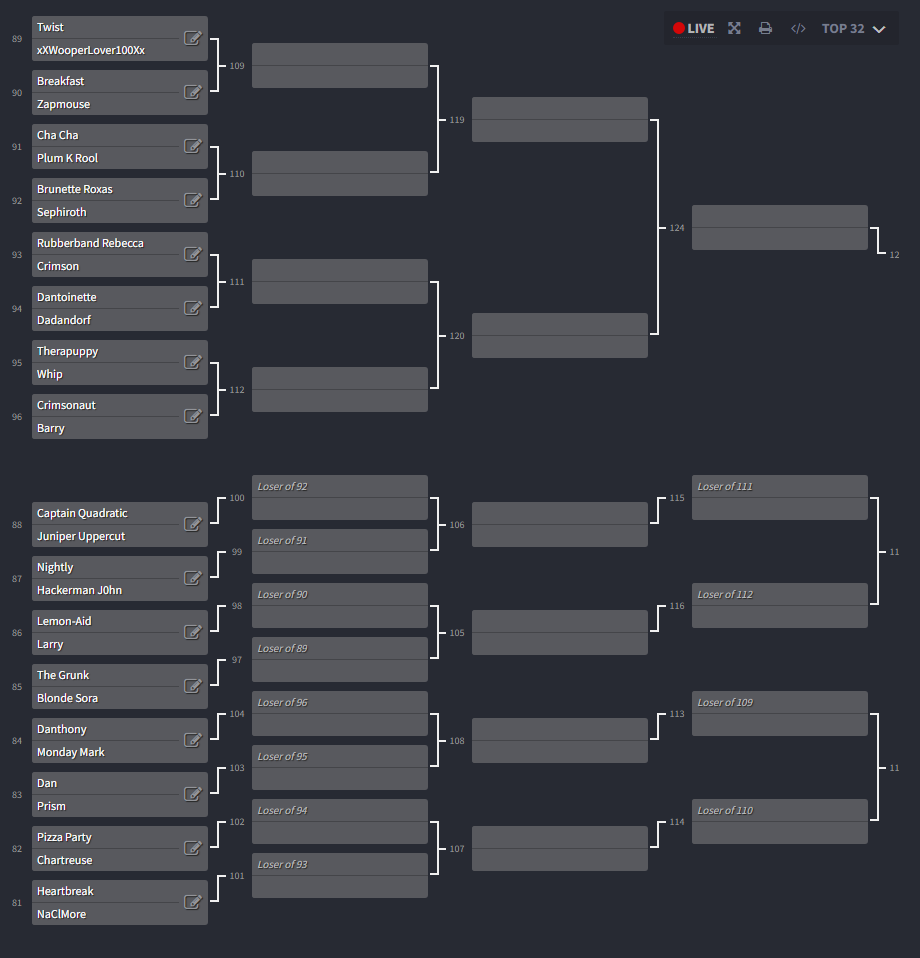 LIVE
TOP 32
89
Twist
xXWooperLover100Xx
109
90
Breakfast
Zapmouse
119
91
Cha Cha
Plum K Rool
110
92
Brunette Roxas
Sephiroth
124
12
93
Rubberband Rebecca
Crimson
111
94
Dantoinette
Dadandorf
120
95
Therapuppy
Whip
112
96
Crimsonaut
Barry
100
Loser of 92
115
Loser of 111
88
Captain Quadratic
Juniper Uppercut
106
99
Loser of 91
11
87
Nightly
Hackerman J0hn
98
Loser of 90
116
Loser of 112
86
Lemon-Aid
Larry
105
97
Loser of 89
85
The Grunk
Blonde Sora
104
Loser of 96
113
Loser of 109
84
Danthony
Monday Mark
108
103
Loser of 95
11
83
Dan
Prism
102
Loser of 94
114
Loser of 110
82
Pizza Party
Chartreuse
107
101
Loser of 93
81
Heartbreak
NaClMore